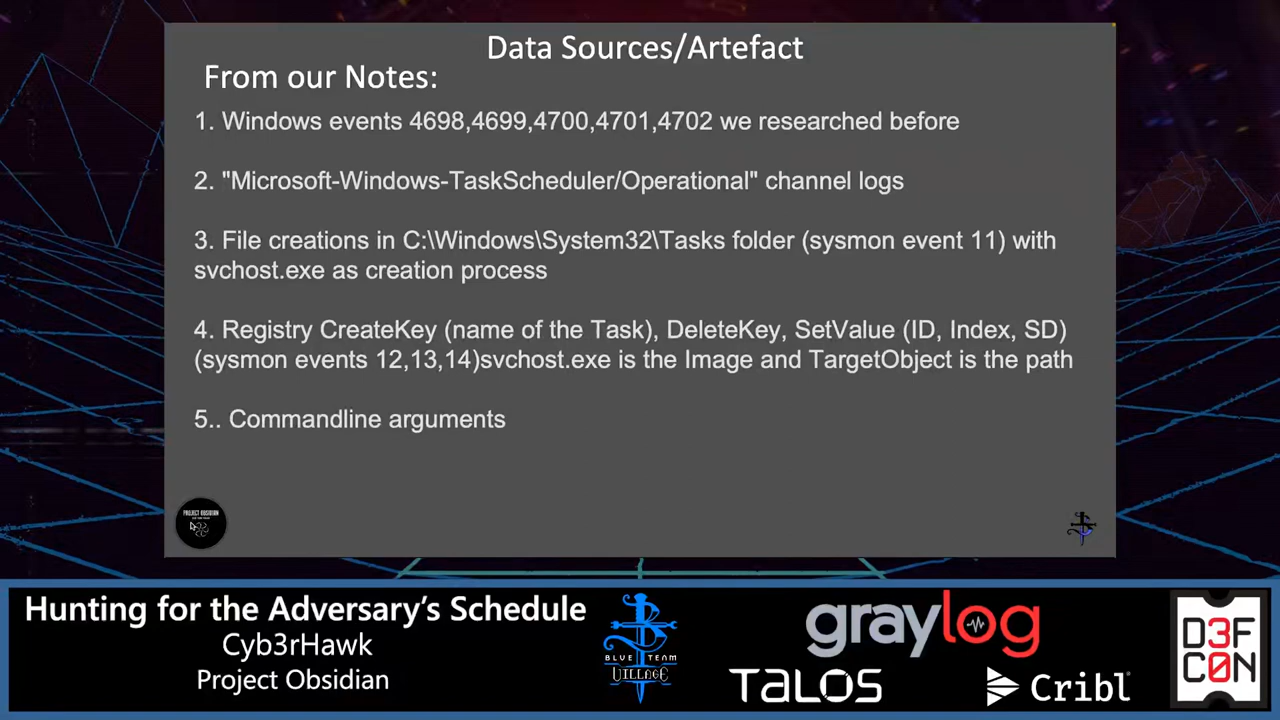 Data Sources/Artefact
From our Notes:
1. Windows events 4698,4699,4700,4701,4702 we researched before
2. "Microsoft-Windows-TaskScheduler/Operational" channel logs
3. File creations in C:\Windows\System32\Tasks folder (sysmon event 11) with
svchost.exe as creation process
4. Registry CreateKey (name of the Task), DeleteKey, SetValue (ID, Index, SD)
(sysmon events 12,13,14)svchost.exe is the Image and TargetObject is the path
5.. Commandline arguments
PROJECT OBSIDIAN
Hunting for the Adversary's Schedule
Cyb3rHawk
Project Obsidian
BLUE TEAM
VILLAGE
graylog
TALOS
Cribl
D3F
C0N